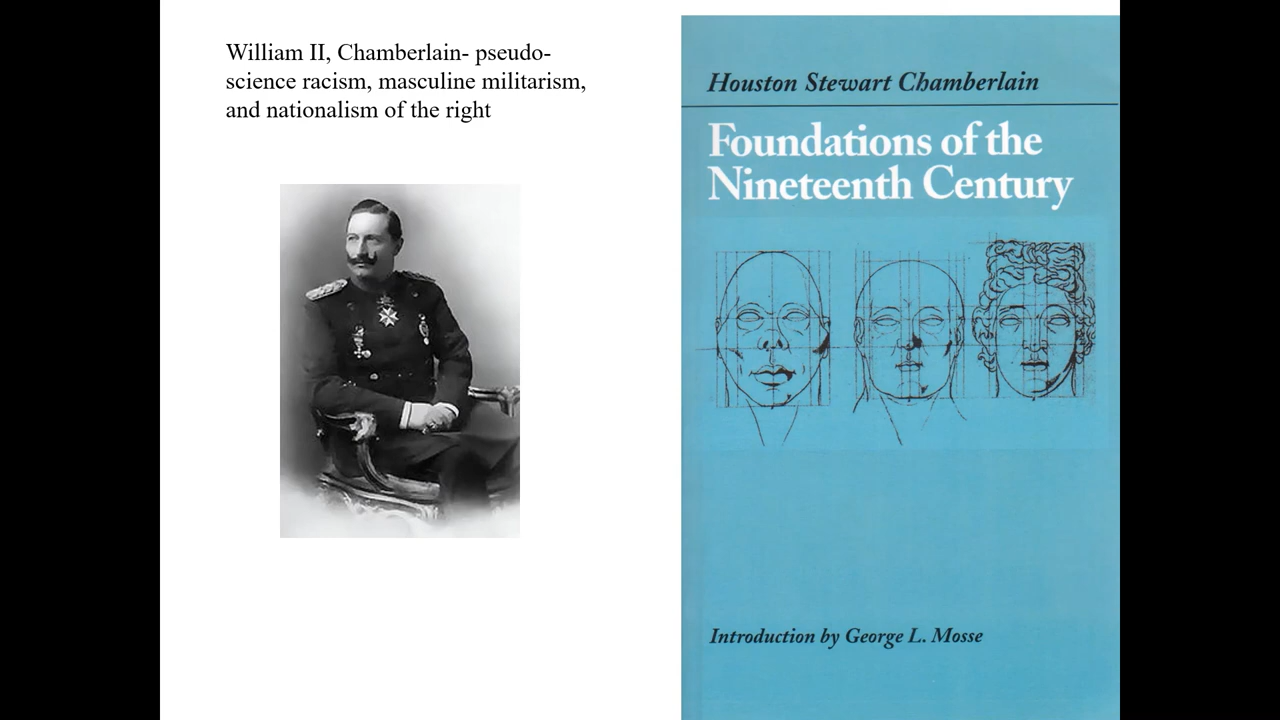 William II, Chamberlain- pseudo-
science racism, masculine militarism,
and nationalism of the right
Houston Stewart Chamberlain
Foundations of the
Nineteenth Century
Introduction by George L. Mosse